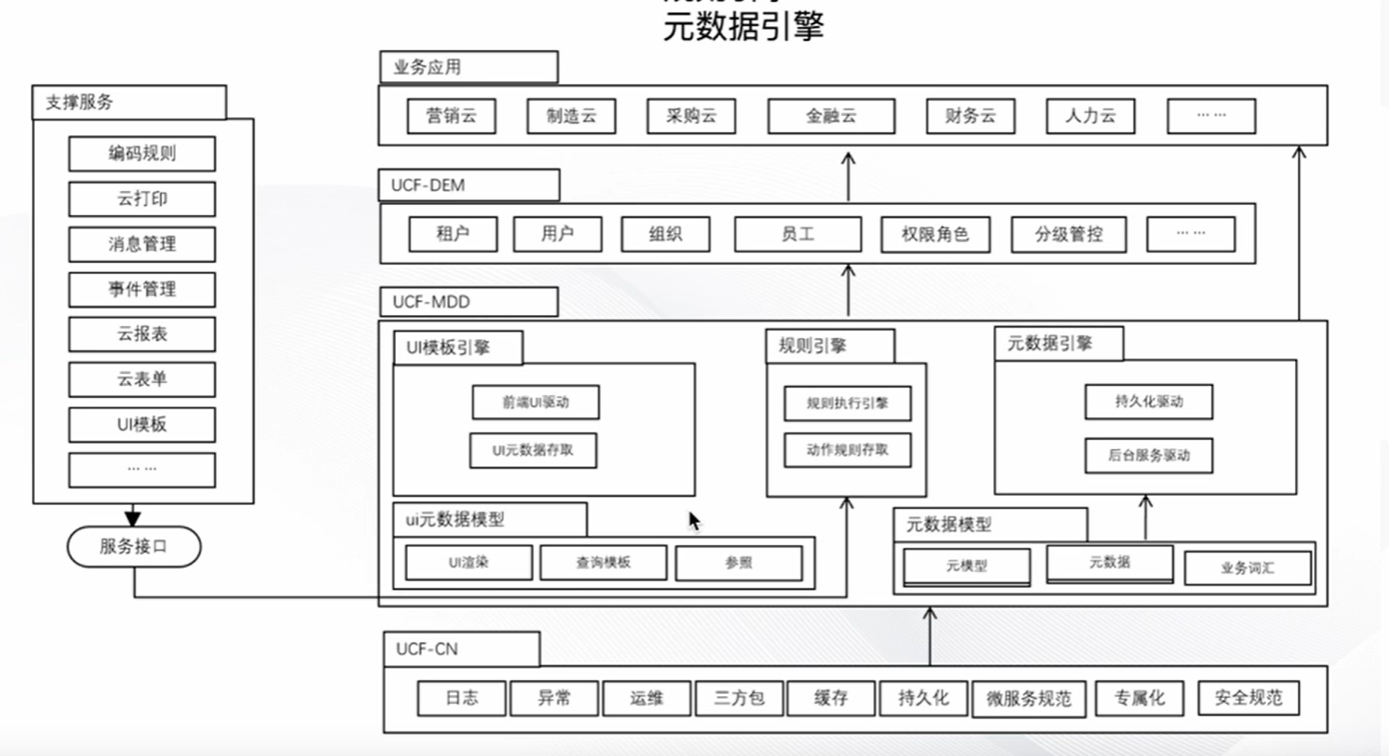 元数据引擎
支撑服务
编码规则
云打印
消息管理
事件管理
云报表
云表单
UI模板
... ...
服务接口
业务应用
营销云 制造云 采购云 金融云 财务云 人力云 ... ...
UCF-DEM
租户 用户 组织 员工 权限角色 分级管控 ... ...
UCF-MDD
UI模板引擎
前端UI驱动
UI元数据存取
规则引擎
规则执行引擎
动作规则存取
元数据引擎
持久化驱动
后台服务驱动
ui元数据模型
UI渲染 查询模板 参照
元数据模型
元模型 元数据 业务词汇
UCF-CN
日志 异常 运维 三方包 缓存 持久化 微服务规范 专属化 安全规范